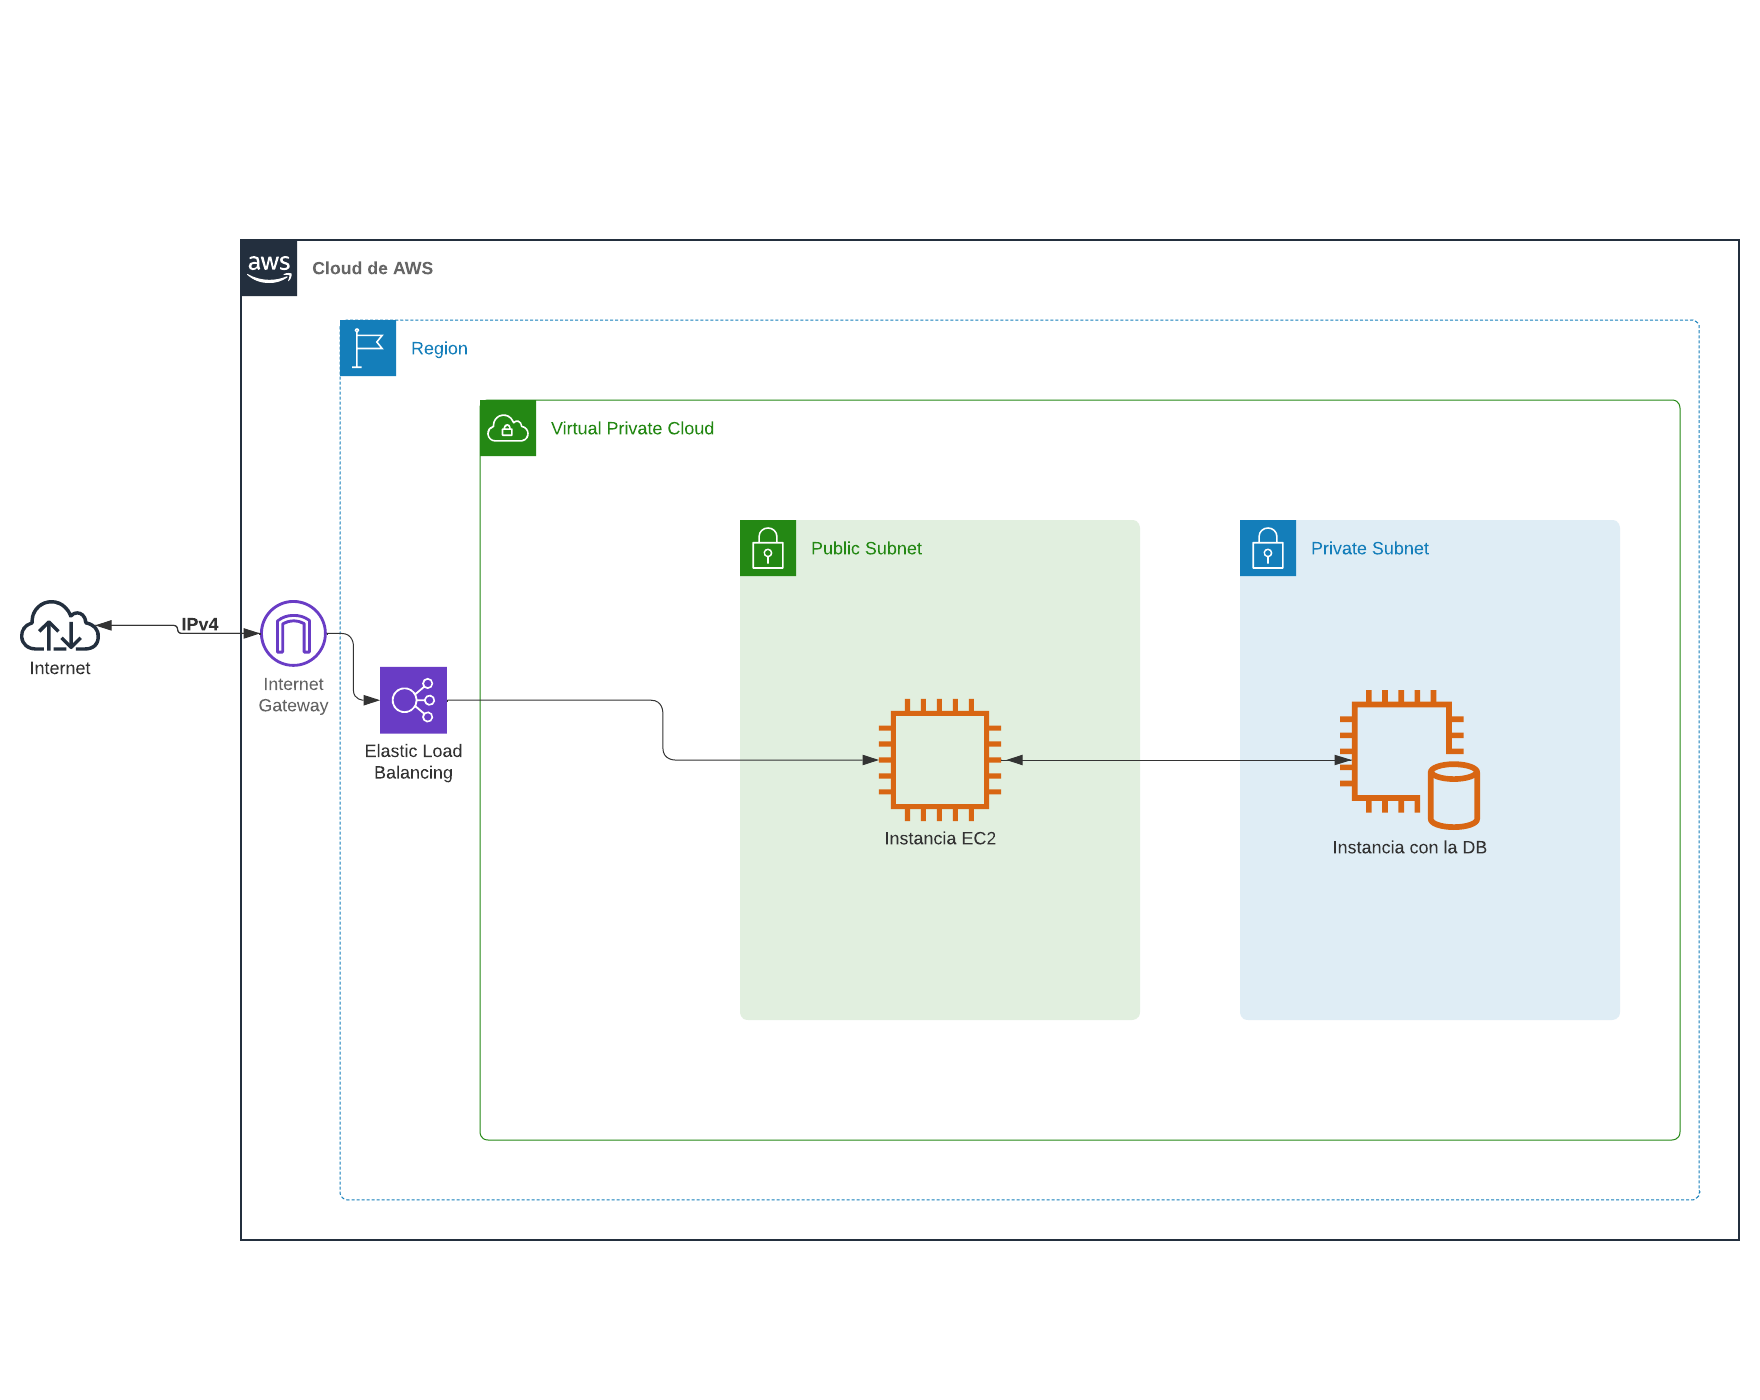 aws
Cloud de AWS
Region
Virtual Private Cloud
Public Subnet
Private Subnet
IPv4
Internet
Internet
Gateway
Elastic Load
Balancing
Instancia EC2
Instancia con la DB